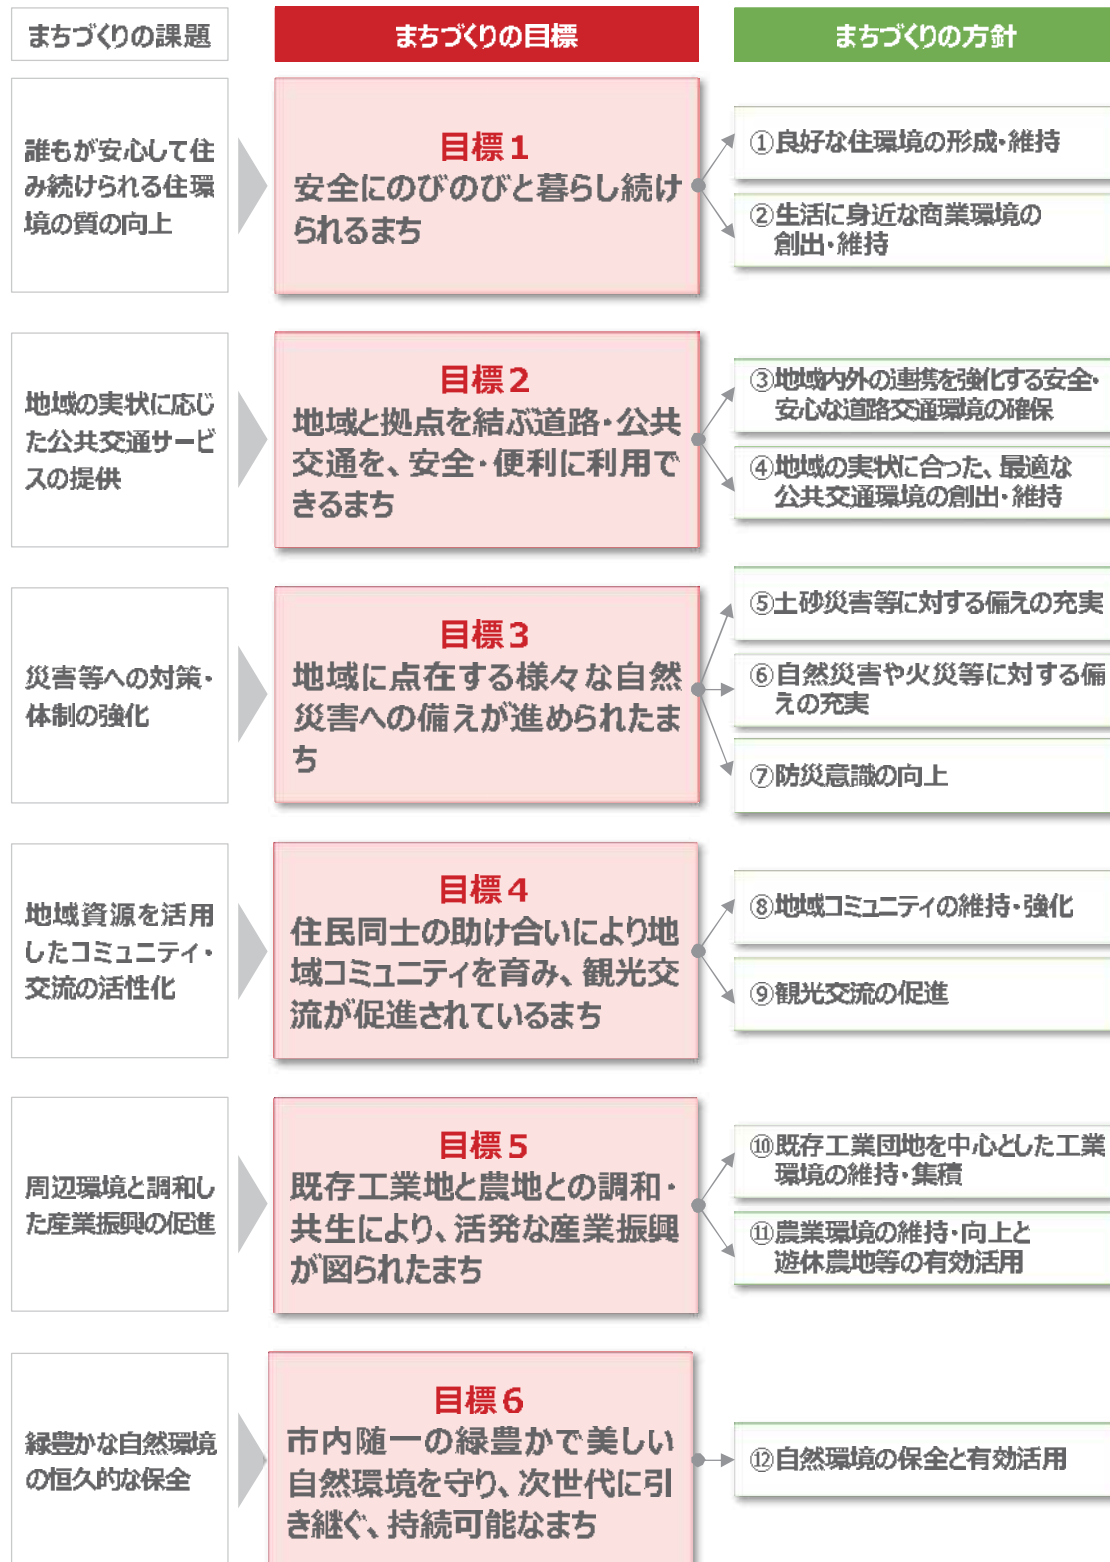 まちづくりの課題
まちづくりの目標
まちづくりの方針
誰もが安心して住
み続けられる住環
境の質の向上
目標1
安全にのびのびと暮らし続け
られるまち
①良好な住環境の形成・維持
②生活に身近な商業環境の
創出・維持
地域の実状に応じ
た公共交通サービ
スの提供
目標2
地域と拠点を結ぶ道路・公共
交通を、安全・便利に利用で
きるまち
③地域内外の連携を強化する安全・
安心な道路交通環境の確保
④地域の実状に合った、最適な
公共交通環境の創出・維持
災害等への対策・
体制の強化
目標3
地域に点在する様々な自然
災害への備えが進められたま
ち
⑤土砂災害等に対する備えの充実
⑥自然災害や火災等に対する備
えの充実
⑦防災意識の向上
地域資源を活用
したコミュニティ・
交流の活性化
目標4
住民同士の助け合いにより地
域コミュニティを育み、観光交
流が促進されているまち
⑧地域コミュニティの維持・強化
⑨観光交流の促進
周辺環境と調和し
た産業振興の促進
目標5
既存工業地と農地との調和・
共生により、活発な産業振興
が図られたまち
⑩既存工業団地を中心とした工業
環境の維持・集積
⑪農業環境の維持・向上と
遊休農地等の有効活用
緑豊かな自然環境
の恒久的な保全
目標6
市内随一の緑豊かで美しい
自然環境を守り、次世代に引
き継ぐ、持続可能なまち
⑫自然環境の保全と有効活用